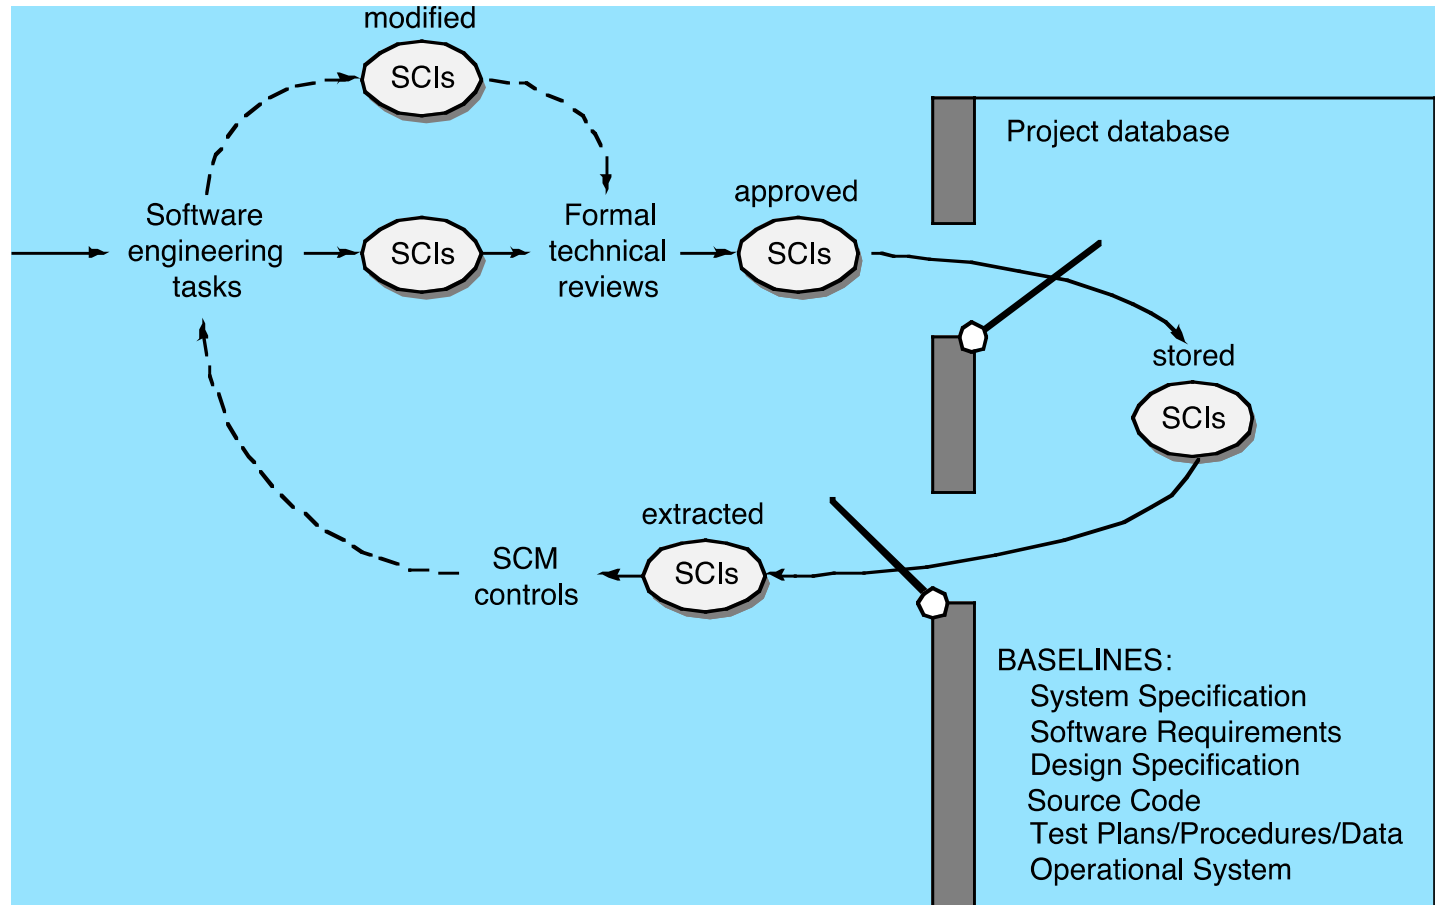 modified
SCIs
Project database
approved
Software
engineering
tasks
SCIs
Formal
technical
reviews
SCIs
stored
SCIs
extracted
SCIs
SCM
controls
BASELINES:
System Specification
Software Requirements
Design Specification
Source Code
Test Plans/Procedures/Data
Operational System